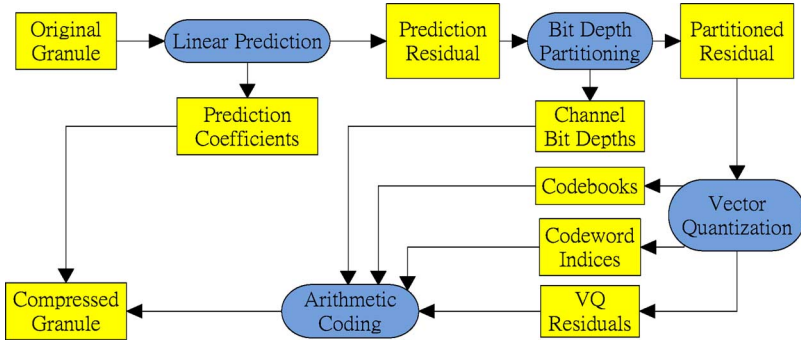 Original
Granule
Linear Prediction
Prediction
Residual
Bit Depth
Partitioning
Partitioned
Residual
Prediction
Coefficients
Channel
Bit Depths
Codebooks
Vector
Quantization
Codeword
Indices
Compressed
Granule
Arithmetic
Coding
VQ
Residuals